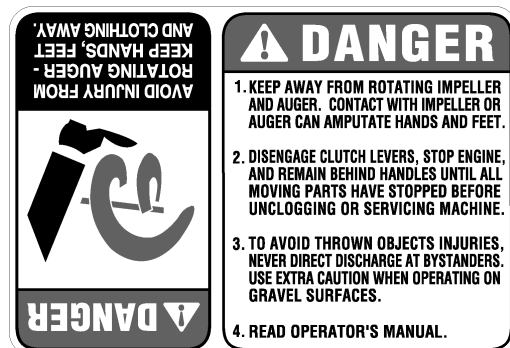 AVOID INJURY FROM
ROTATING AUGER -
KEEP HANDS, FEET
AND CLOTHING AWAY.
DANGER
DANGER
1. KEEP AWAY FROM ROTATING IMPELLER
AND AUGER. CONTACT WITH IMPELLER OR
AUGER CAN AMPUTATE HANDS AND FEET.
2. DISENGAGE CLUTCH LEVERS, STOP ENGINE,
AND REMAIN BEHIND HANDLES UNTIL ALL
MOVING PARTS HAVE STOPPED BEFORE
UNCLOGGING OR SERVICING MACHINE.
3. TO AVOID THROWN OBJECTS INJURIES,
NEVER DIRECT DISCHARGE AT BYSTANDERS.
USE EXTRA CAUTION WHEN OPERATING ON
GRAVEL SURFACES.
4. READ OPERATOR'S MANUAL.